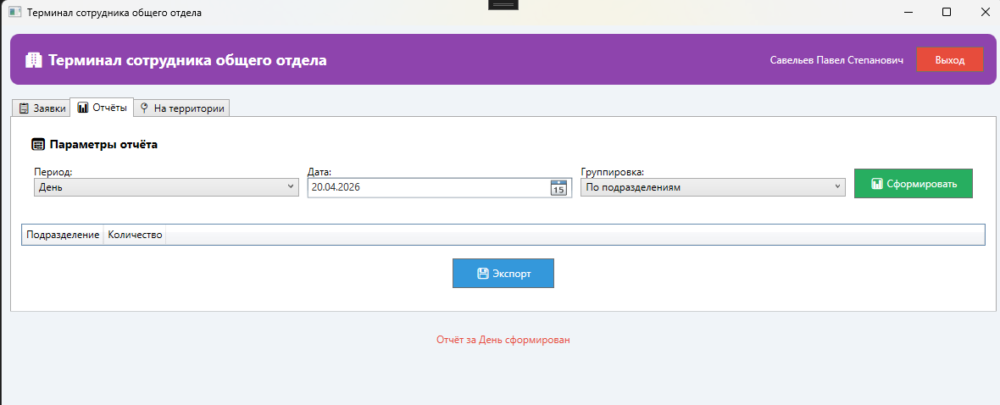 Терминал сотрудника общего отдела
Терминал сотрудника общего отдела
Савельев Павел Степанович
Выход
Заявки
Отчёты
На территории
Параметры отчёта
Период:
Дата:
Группировка:
День
20.04.2026
15
По подразделениям
Сформировать
Подразделение
Количество
Экспорт
Отчёт за День сформирован